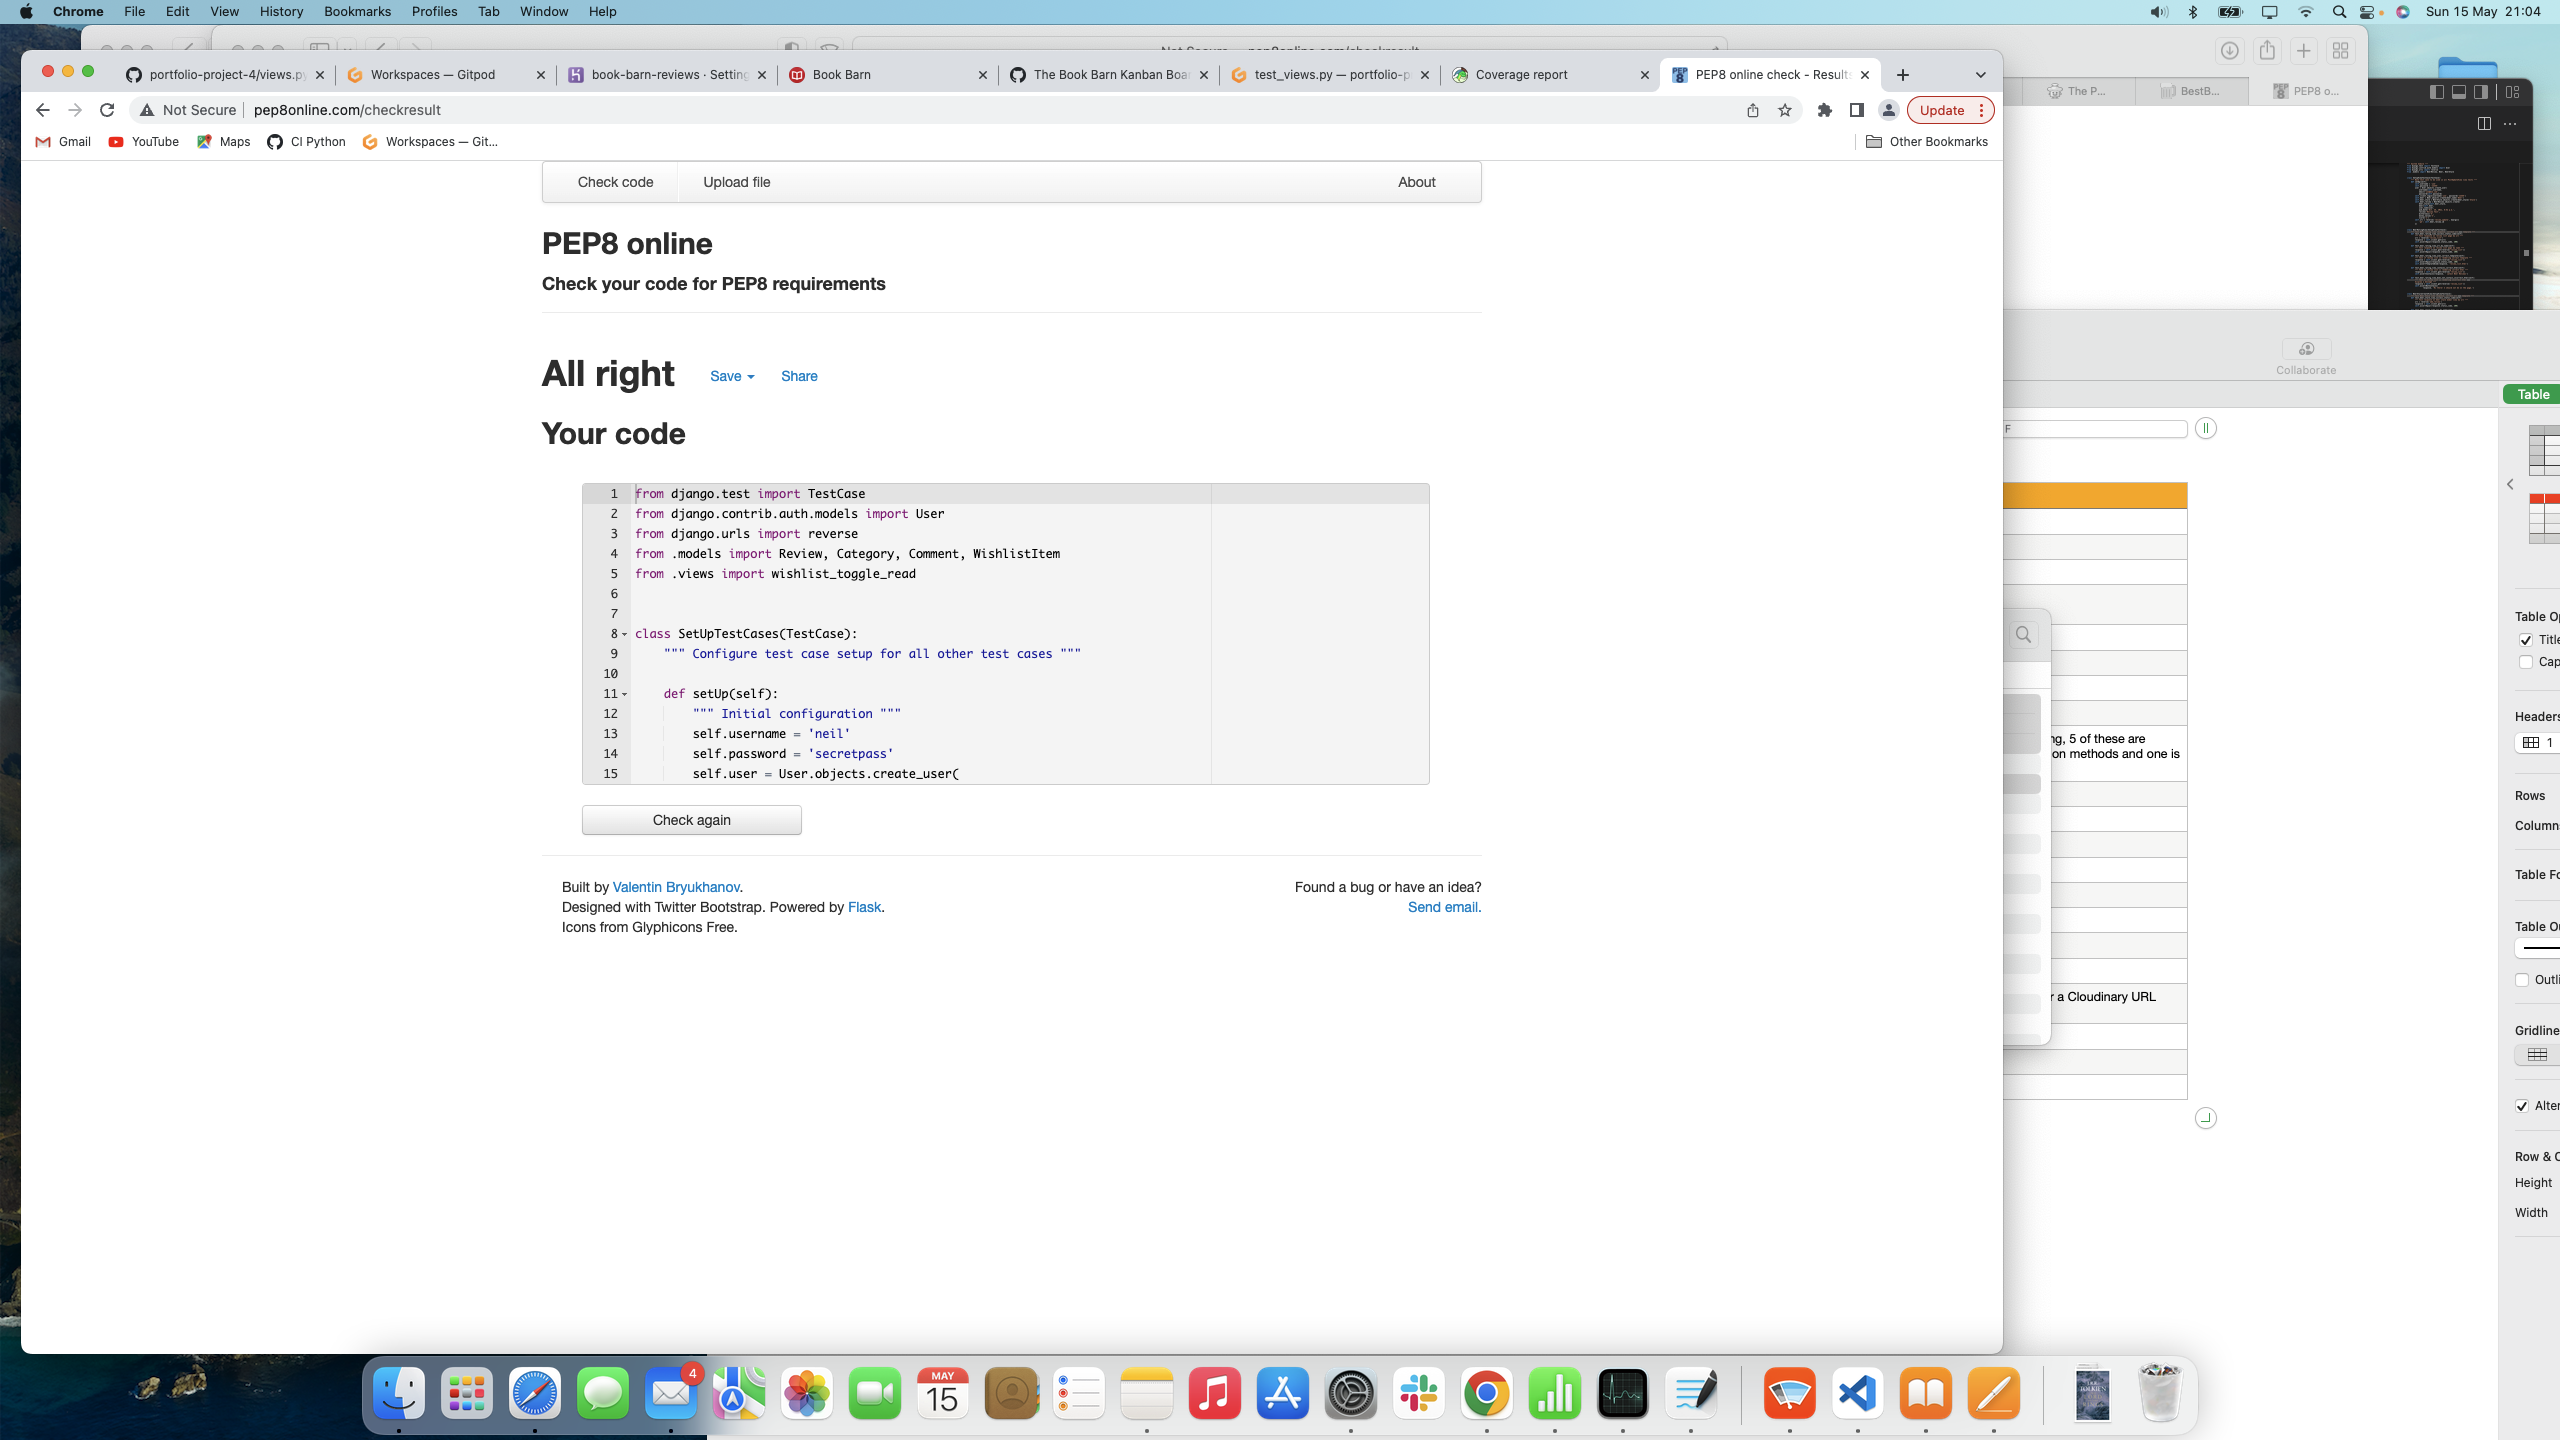 Chrome File Edit View History Bookmarks Profiles Tab Window Help Sun 15 May 21:04
portfolio-project-4/views.py Workspaces — Gitpod book-barn-reviews · Setting Book Barn The Book Barn Kanban Boa test_views.py — portfolio-p Coverage report PEP8 online check - Results
The P... BestB... PEP8 o...
Not Secure pep8online.com/checkresult Update
Gmail YouTube Maps CI Python Workspaces — Git... Other Bookmarks
Check code Upload file About
PEP8 online
Check your code for PEP8 requirements
All right Save Share
Your code
1 from django.test import TestCase
2 from django.contrib.auth.models import User
3 from django.urls import reverse
4 from .models import Review, Category, Comment, WishlistItem
5 from .views import wishlist_toggle_read
6
7
8 class SetUpTestCases(TestCase):
9 """ Configure test case setup for all other test cases """
10
11 def setUp(self):
12 """ Initial configuration """
13 self.username = 'neil'
14 self.password = 'secretpass'
15 self.user = User.objects.create_user(
Check again
Built by Valentin Bryukhanov.
Designed with Twitter Bootstrap. Powered by Flask.
Icons from Glyphicons Free.
Found a bug or have an idea?
Send email.
Collaborate
Table
F
Table Op
Title
Cap
Headers
1
ng, 5 of these are
on methods and one is
Rows
Column
Table Fo
Table Ou
Outli
r a Cloudinary URL
Gridline
Alter
Row & C
Height
Width
4
MAY
15